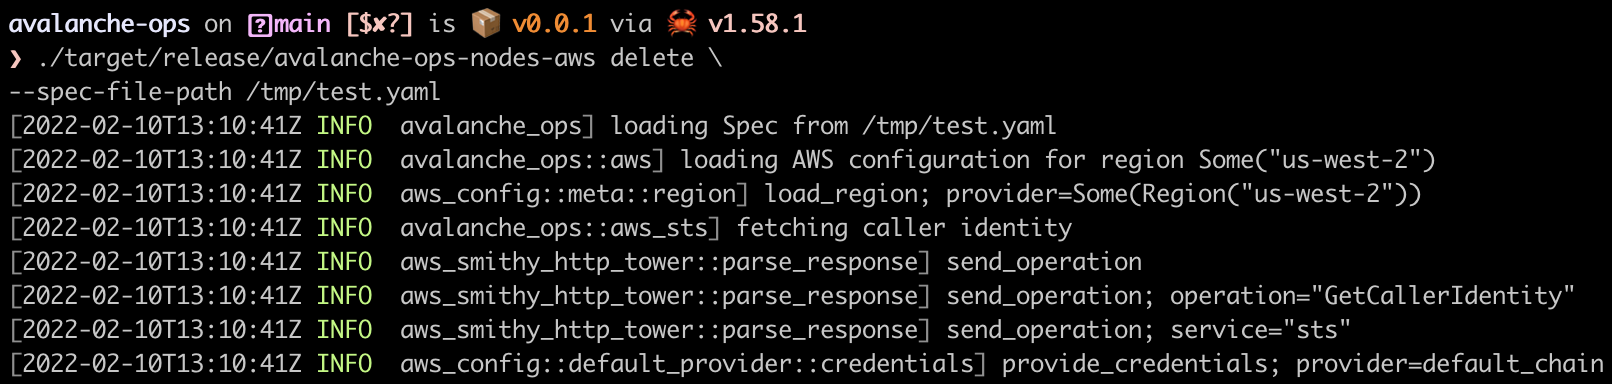 avalanche-ops on main [$✘?] is 📦 v0.0.1 via 🦀 v1.58.1
❯ ./target/release/avalanche-ops-nodes-aws delete \
--spec-file-path /tmp/test.yaml
[2022-02-10T13:10:41Z INFO  avalanche_ops] loading Spec from /tmp/test.yaml
[2022-02-10T13:10:41Z INFO  avalanche_ops::aws] loading AWS configuration for region Some("us-west-2")
[2022-02-10T13:10:41Z INFO  aws_config::meta::region] load_region; provider=Some(Region("us-west-2"))
[2022-02-10T13:10:41Z INFO  avalanche_ops::aws_sts] fetching caller identity
[2022-02-10T13:10:41Z INFO  aws_smithy_http_tower::parse_response] send_operation
[2022-02-10T13:10:41Z INFO  aws_smithy_http_tower::parse_response] send_operation; operation="GetCallerIdentity"
[2022-02-10T13:10:41Z INFO  aws_smithy_http_tower::parse_response] send_operation; service="sts"
[2022-02-10T13:10:41Z INFO  aws_config::default_provider::credentials] provide_credentials; provider=default_chain